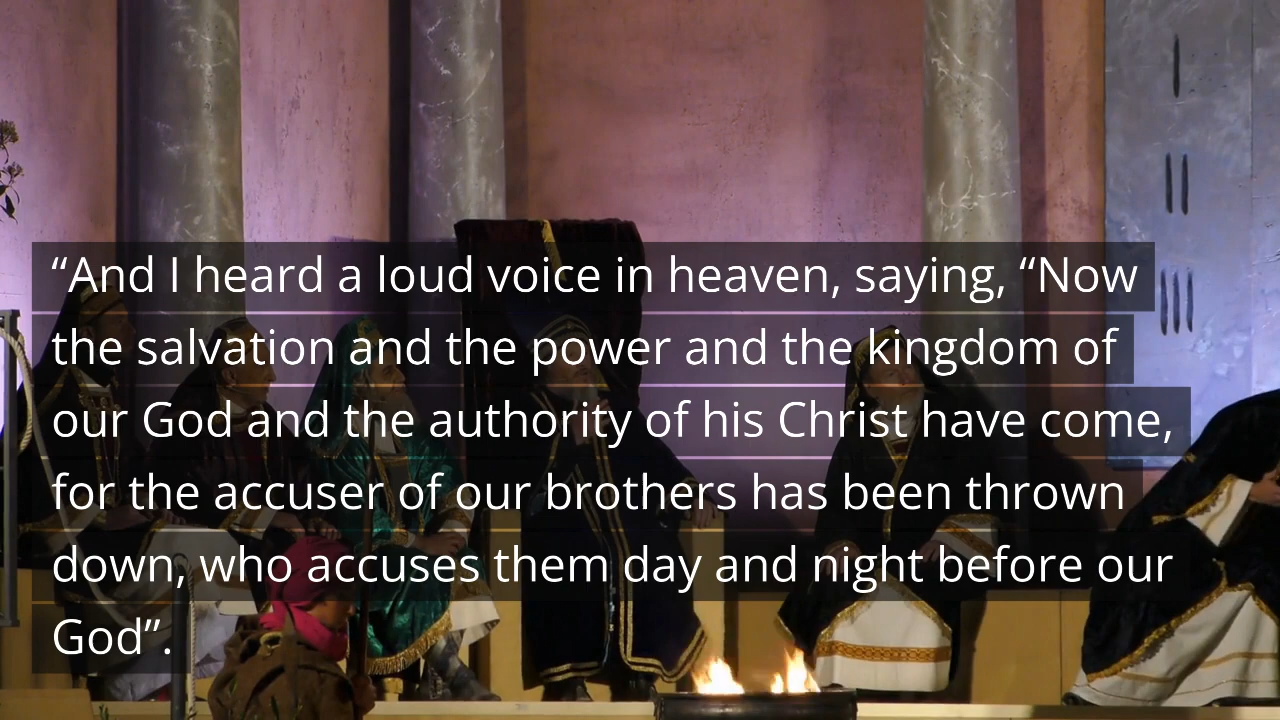 “And I heard a loud voice in heaven, saying, “Now
the salvation and the power and the kingdom of
our God and the authority of his Christ have come,
for the accuser of our brothers has been thrown
down, who accuses them day and night before our
God”.
I
II
III